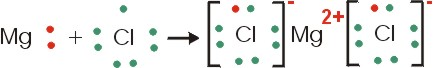 Mg + Cl → [Cl]⁻ Mg²⁺ [Cl]⁻